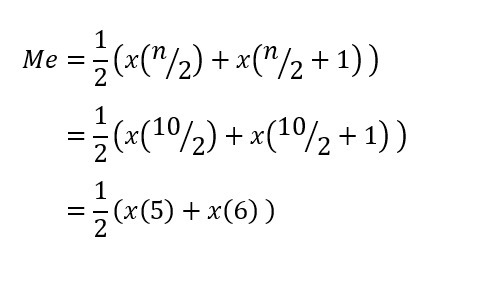 Me = 1/2 (x(n/2) + x(n/2 + 1) )
= 1/2 (x(10/2) + x(10/2 + 1) )
= 1/2 (x(5) + x(6) )